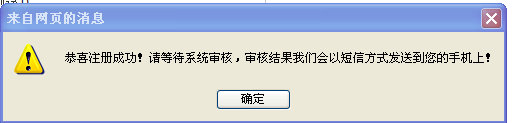 来自网页的消息
恭喜注册成功！请等待系统审核，审核结果我们会以短信方式发送到您的手机上！
确定